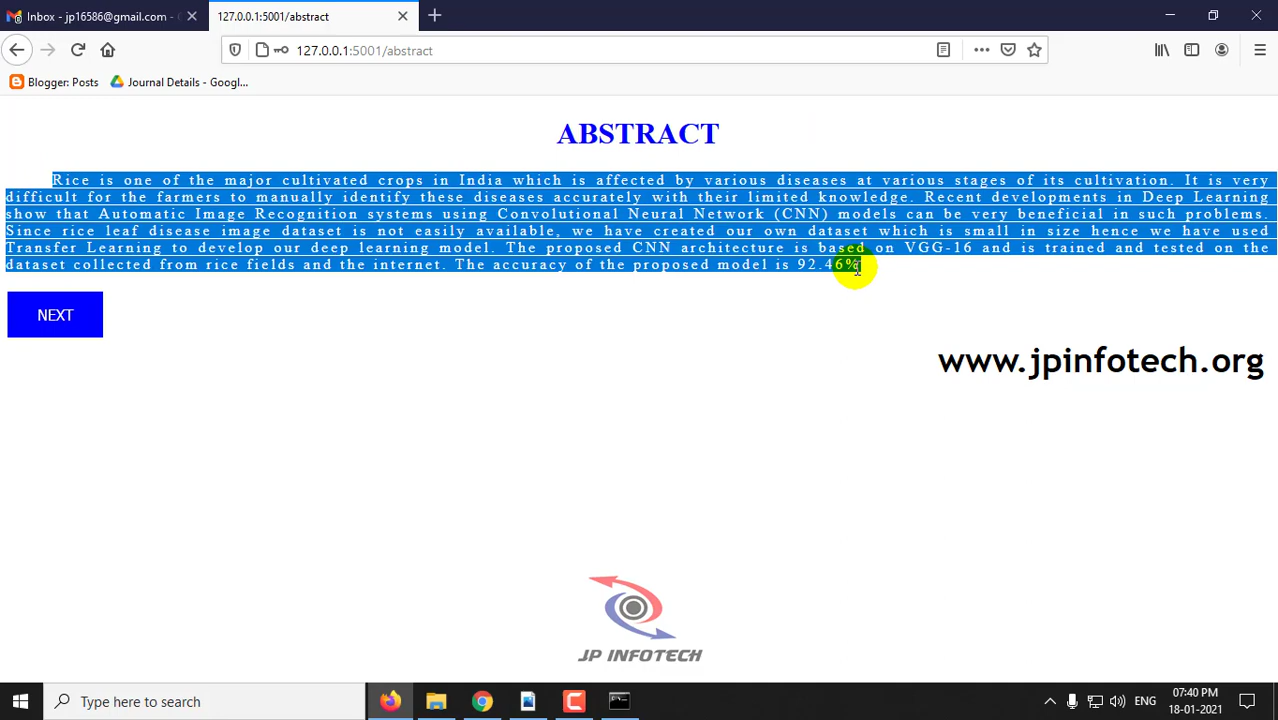 Inbox - jp16586@gmail.com -
127.0.0.1:5001/abstract
127.0.0.1:5001/abstract
Blogger: Posts
Journal Details - Googl...
ABSTRACT
Rice is one of the major cultivated crops in India which is affected by various diseases at various stages of its cultivation. It is very
difficult for the farmers to manually identify these diseases accurately with their limited knowledge. Recent developments in Deep Learning
show that Automatic Image Recognition systems using Convolutional Neural Network (CNN) models can be very beneficial in such problems.
Since rice leaf disease image dataset is not easily available, we have created our own dataset which is small in size hence we have used
Transfer Learning to develop our deep learning model. The proposed CNN architecture is based on VGG-16 and is trained and tested on the
dataset collected from rice fields and the internet. The accuracy of the proposed model is 92.46%
NEXT
www.jpinfotech.org
JP INFOTECH
Type here to search
ENG
07:40 PM
18-01-2021